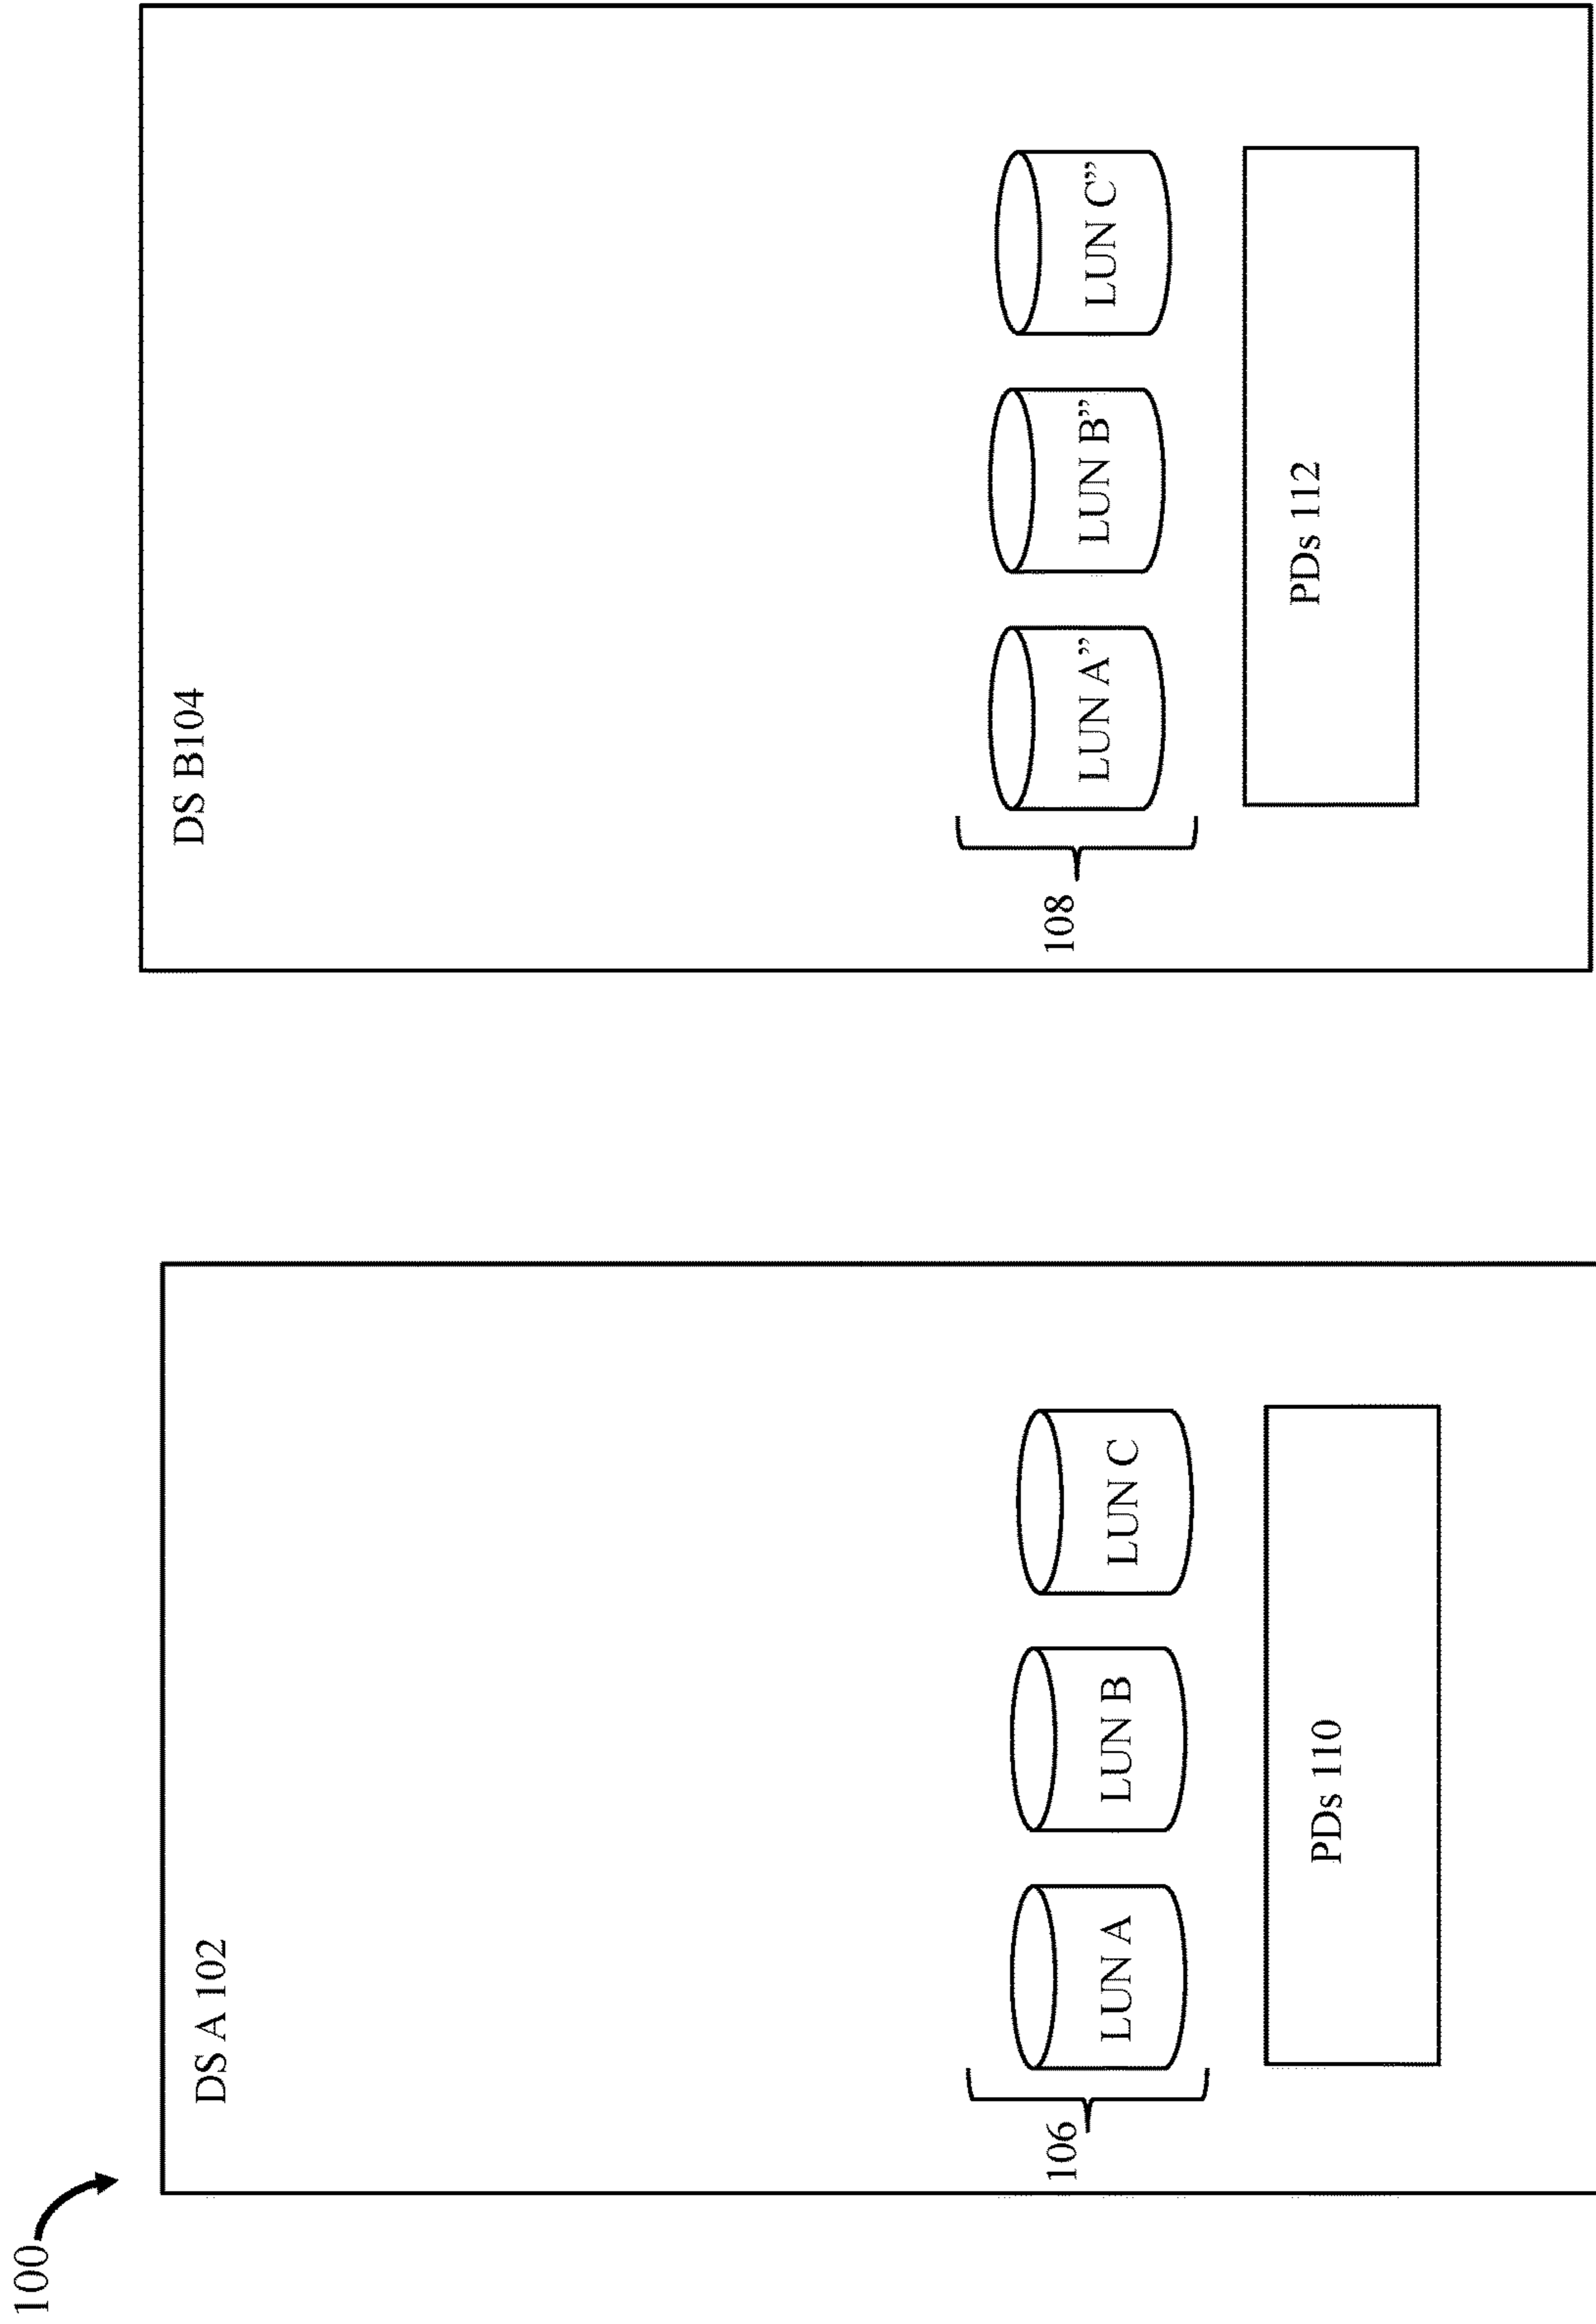 100
DS A 102
106
LUN A
LUN B
LUN C
PDs 110
DS B104
108
LUN A”
LUN B”
LUN C”
PDs 112